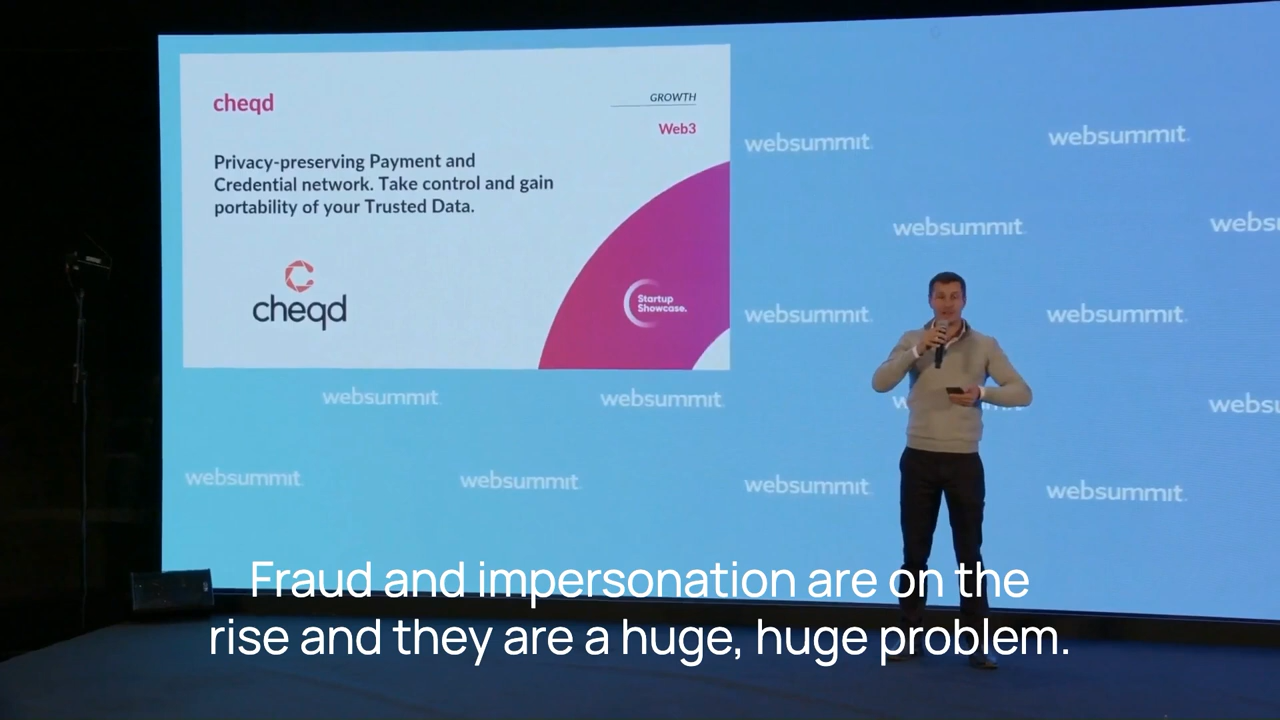 cheqd
GROWTH
Web3
Privacy-preserving Payment and
Credential network. Take control and gain
portability of your Trusted Data.
cheqd
Startup
Showcase.
websummit
websummit
websummit
websummit
websummit
websummit
websummit
websummit
websummit
websummit
websummit
Fraud and impersonation are on the
rise and they are a huge, huge problem.